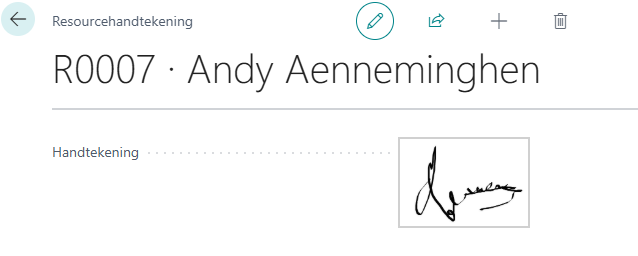 Resourcehandtekening
R0007 · Andy Aenneminghen
Handtekening